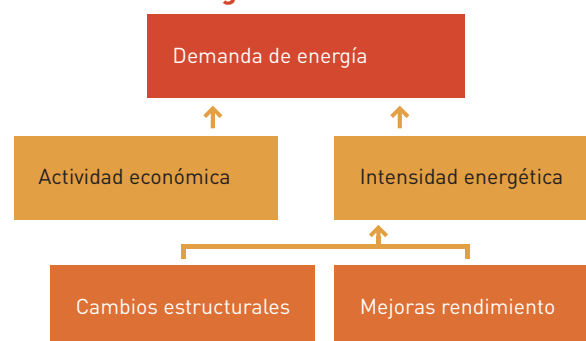 Demanda de energía
Actividad económica
Intensidad energética
Cambios estructurales
Mejoras rendimiento